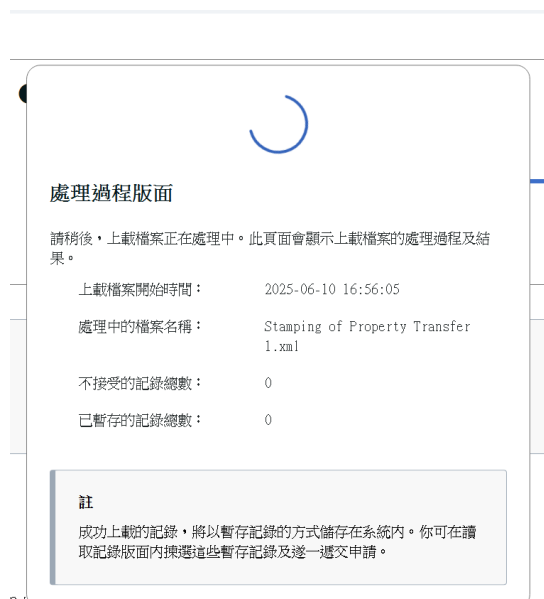 處理過程版面
請稍後，上載檔案正在處理中。此頁面會顯示上載檔案的處理過程及結
果。
上載檔案開始時間： 2025-06-10 16:56:05
處理中的檔案名稱： Stamping of Property Transfer
1.xml
不接受的記錄總數： 0
已暫存的記錄總數： 0
註
成功上載的記錄，將以暫存記錄的方式儲存在系統内。你可在讀
取記錄版面内揀選這些暫存記錄及遂一遞交申請。